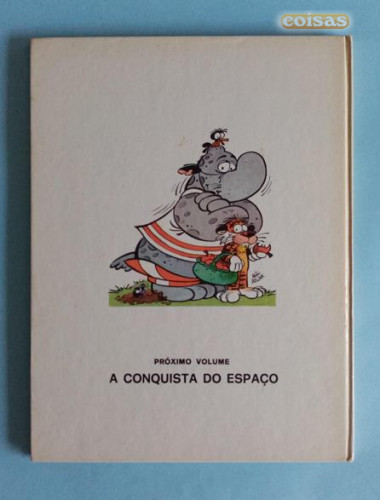 coisas
PRÓXIMO VOLUME
A CONQUISTA DO ESPAÇO